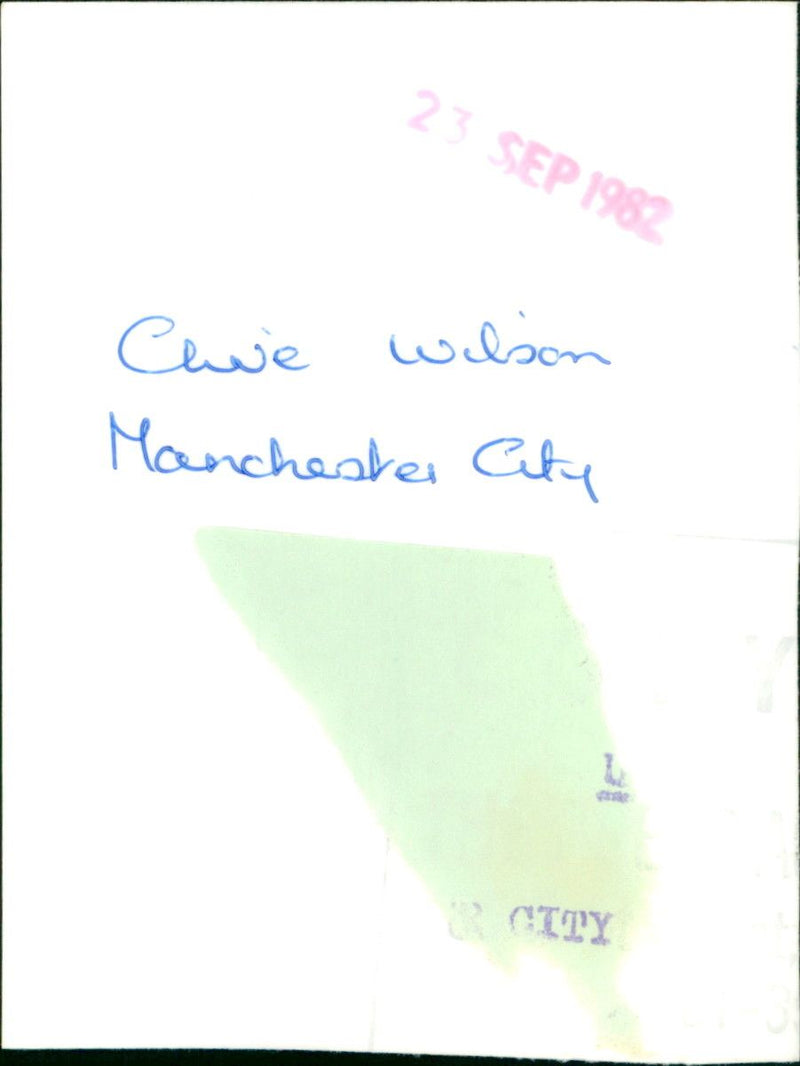 23 SEP 1982
Clive Wilson
Manchester City
CITY